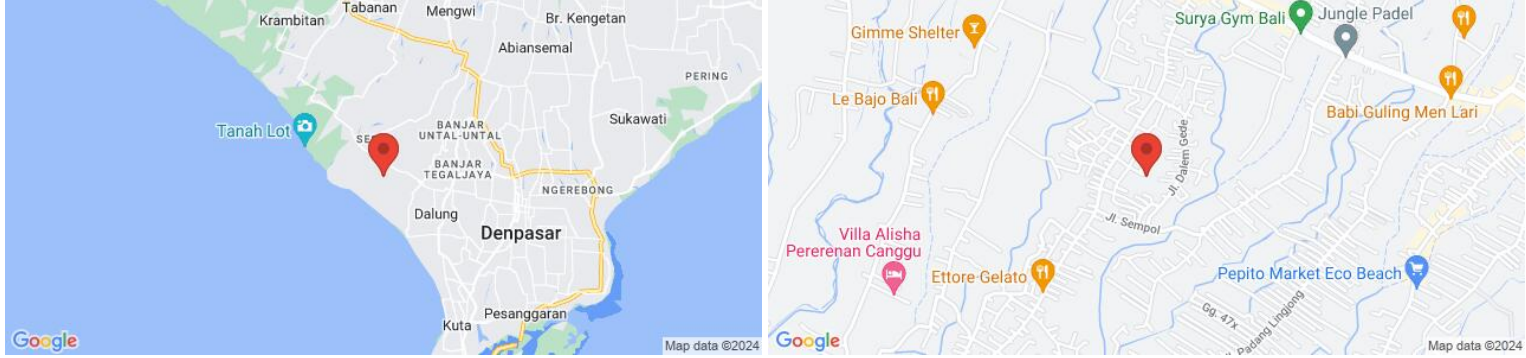 Tabanan
Mengwi
Krambitan
Br. Kengetan
Abiansemal
PERING
Sukawati
Tanah Lot
BANJAR
UNTAL-UNTAL
BANJAR
TEGALJAYA
NGEREBONG
Dalung
Denpasar
Pesanggaran
Kuta
Google
Map data ©2024
Surya Gym Bali
Jungle Padel
Gimme Shelter
Le Bajo Bali
Babi Guling Men Lari
Jl. Dalem Gede
Jl. Sempol
Villa Alisha
Pererenan Canggu
Ettore Gelato
Pepito Market Eco Beach
Gg. 47x
Jl. Padang Linjong
Google
Map data ©2024